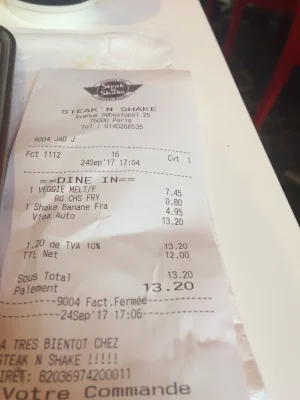 Steak
n
Shake
STEAK'N SHAKE
Avenue Sebastopol 25
75000 Paris
Tel : 0140266535
9004 JAD J
Fct 1112 16 Cvt 1
24Sep'17 17:04
==DINE IN==
1 VEGGIE MELT/F 7.45
RG CHS FRY 0.80
1 Shake Banane Fra 4.95
Visa Auto 13.20
1.20 de TVA 10% 13.20
TTL Net 12.00
Sous Total 13.20
Paiement 13.20
9004 Fact.Fermée
24Sep'17 17:06
A TRES BIENTOT CHEZ
STEAK N SHAKE !!!!!
SIRET: 82036974200011
Votre Commande